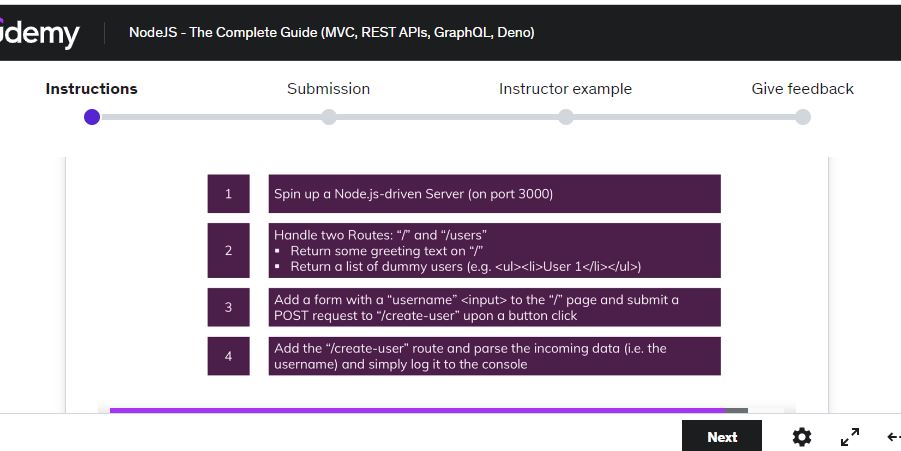 udemy
NodeJS - The Complete Guide (MVC, REST APIs, GraphQL, Deno)
Instructions Submission Instructor example Give feedback
1 Spin up a Node.js-driven Server (on port 3000)
2 Handle two Routes: “/” and “/users”
▪ Return some greeting text on “/”
▪ Return a list of dummy users (e.g. <ul><li>User 1</li></ul>)
3 Add a form with a “username” <input> to the “/” page and submit a
POST request to “/create-user” upon a button click
4 Add the “/create-user” route and parse the incoming data (i.e. the
username) and simply log it to the console
Next